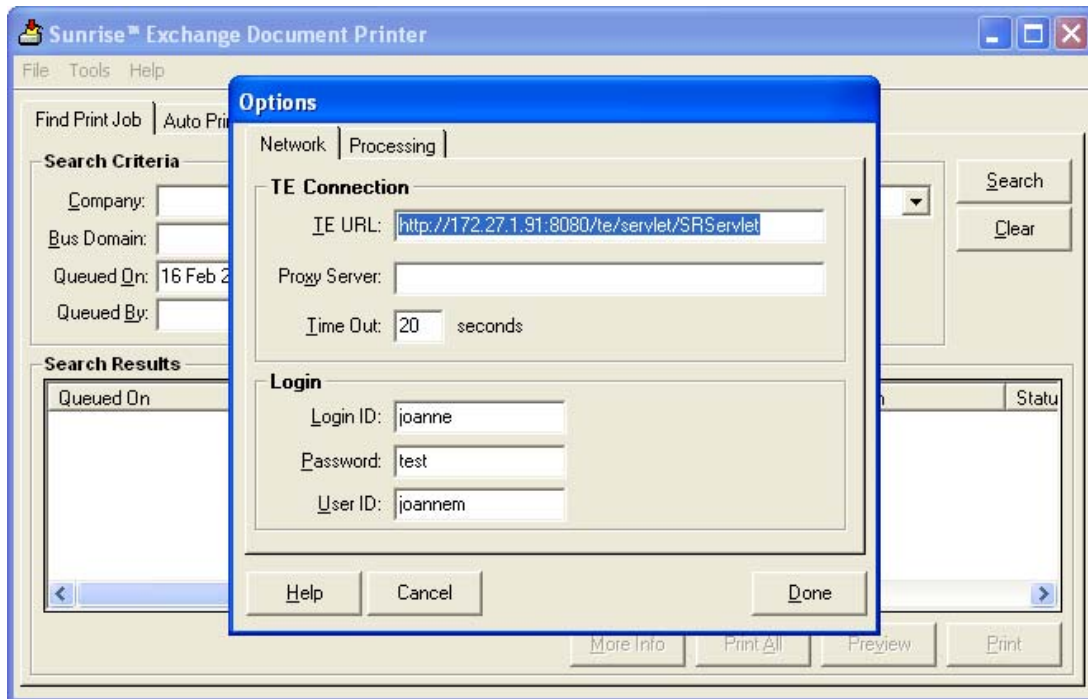 Sunrise™ Exchange Document Printer
File Tools Help
Find Print Job Auto Pri
Search Criteria
Company:
Bus Domain:
Queued On: 16 Feb 2
Queued By:
Search
Clear
Search Results
Queued On Statu
More Info Print All Preview Print
Options
Network Processing
TE Connection
TE URL: http://172.27.1.91:8080/te/servlet/SRServlet
Proxy Server:
Time Out: 20 seconds
Login
Login ID: joanne
Password: test
User ID: joannem
Help Cancel Done